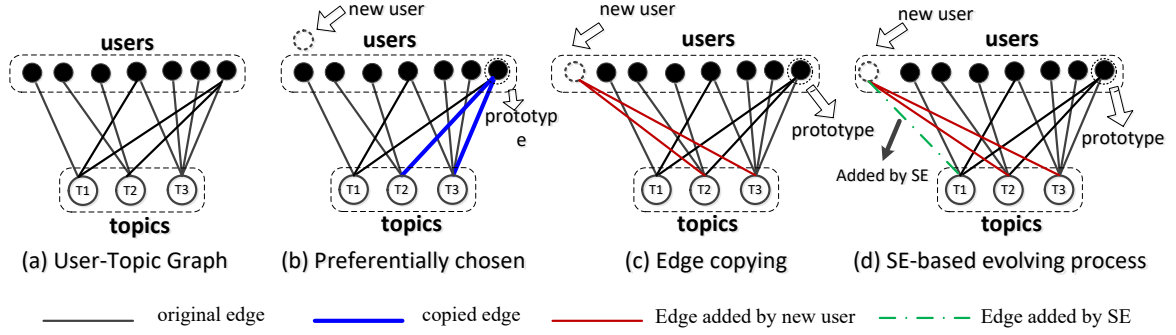 users
T1 T2 T3
topics
(a) User-Topic Graph
new user
users
prototyp
e
T2 T3
T1
topics
(b) Preferentially chosen
new user
users
prototype
T1 T2 T3
topics
(c) Edge copying
new user
users
prototype
Added by SE
T1 T2 T3
topics
(d) SE-based evolving process
original edge
copied edge
Edge added by new user
Edge added by SE